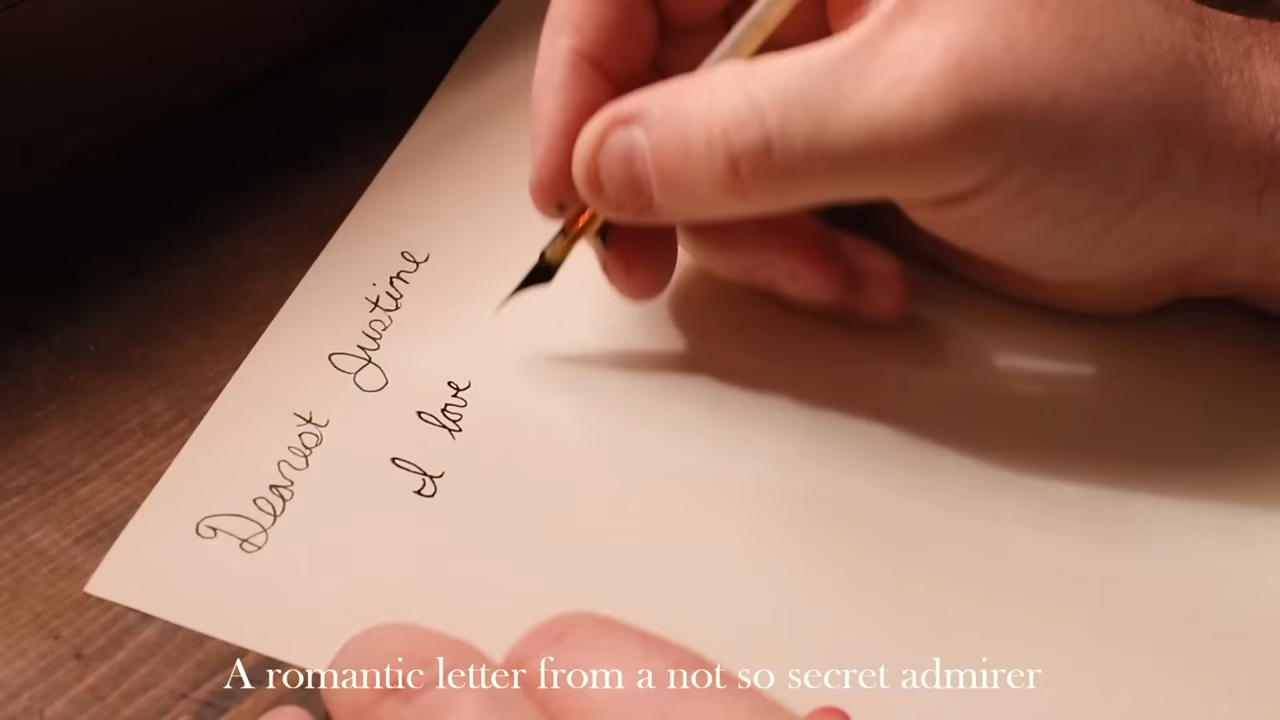 Dearest Justine
I love
A romantic letter from a not so secret admirer